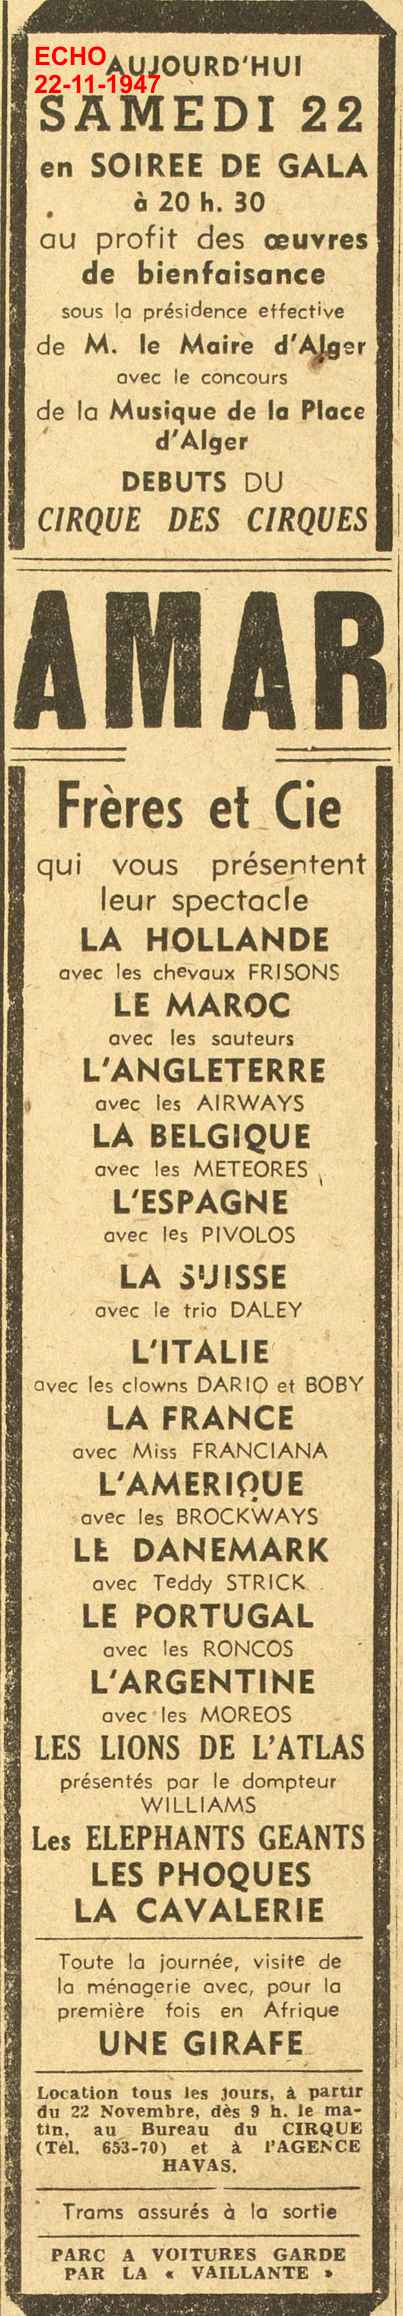 ECHO
22-11-1947
AUJOURD'HUI
SAMEDI 22
en SOIREE DE GALA
à 20 h. 30
au profit des œuvres
de bienfaisance
sous la présidence effective
de M. le Maire d'Alger
avec le concours
de la Musique de la Place
d'Alger
DEBUTS DU
CIRQUE DES CIRQUES
AMAR
Frères et Cie
qui vous présentent
leur spectacle
LA HOLLANDE
avec les chevaux FRISONS
LE MAROC
avec les sauteurs
L'ANGLETERRE
avec les AIRWAYS
LA BELGIQUE
avec les METEORES
L'ESPAGNE
avec les PIVOLOS
LA SUISSE
avec le trio DALEY
L'ITALIE
avec les clowns DARIO et BOBY
LA FRANCE
avec Miss FRANCIANA
L'AMERIQUE
avec les BROCKWAYS
LE DANEMARK
avec Teddy STRICK
LE PORTUGAL
avec les RONCOS
L'ARGENTINE
avec les MOREOS
LES LIONS DE L'ATLAS
présentés par le dompteur
WILLIAMS
Les ELEPHANTS GEANTS
LES PHOQUES
LA CAVALERIE
Toute la journée, visite de
la ménagerie avec, pour la
première fois en Afrique
UNE GIRAFE
Location tous les jours, à partir
du 22 Novembre, dès 9 h. le ma-
tin, au Bureau du CIRQUE
(Tél. 653-70) et à l'AGENCE
HAVAS.
Trams assurés à la sortie
PARC A VOITURES GARDE
PAR LA « VAILLANTE »